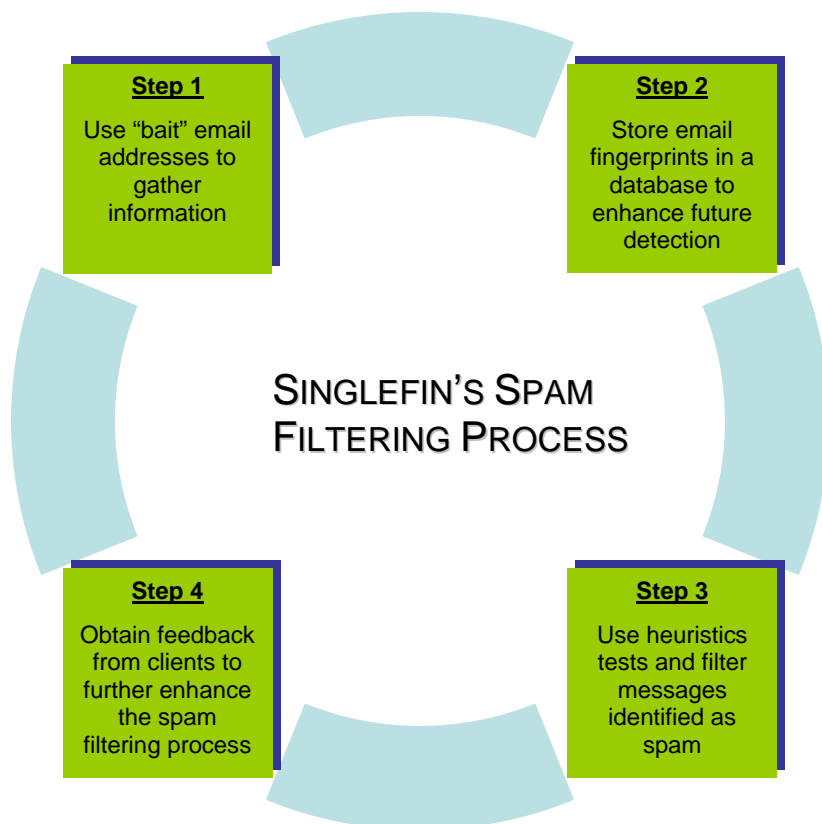 Step 1
Use “bait” email
addresses to
gather
information
Step 2
Store email
fingerprints in a
database to
enhance future
detection
SINGLEFIN’S SPAM
FILTERING PROCESS
Step 4
Obtain feedback
from clients to
further enhance
the spam
filtering process
Step 3
Use heuristics
tests and filter
messages
identified as
spam